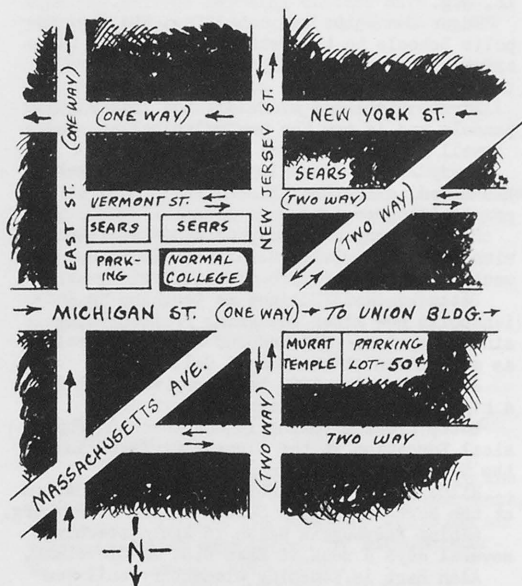 (ONE WAY)
(ONE WAY)
NEW JERSEY ST.
NEW YORK ST.
SEARS
VERMONT ST.
(TWO WAY)
(TWO WAY)
EAST ST.
SEARS
SEARS
PARK-
ING
NORMAL
COLLEGE
MICHIGAN ST. (ONE WAY) TO UNION BLDG.
MURAT
TEMPLE
PARKING
LOT-50¢
MASSACHUSETTS AVE.
(TWO WAY)
TWO WAY
-N-